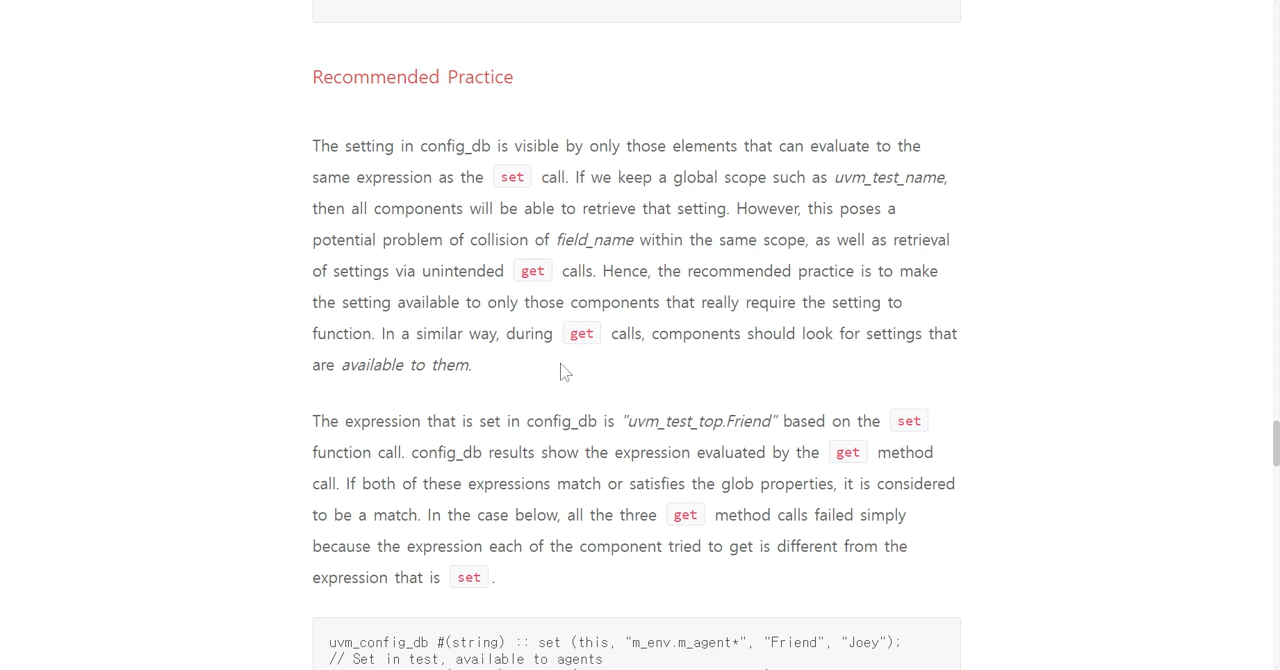 Recommended Practice
The setting in config_db is visible by only those elements that can evaluate to the
same expression as the set call. If we keep a global scope such as uvm_test_name,
then all components will be able to retrieve that setting. However, this poses a
potential problem of collision of field_name within the same scope, as well as retrieval
of settings via unintended get calls. Hence, the recommended practice is to make
the setting available to only those components that really require the setting to
function. In a similar way, during get calls, components should look for settings that
are available to them.
The expression that is set in config_db is "uvm_test_top.Friend" based on the set
function call. config_db results show the expression evaluated by the get method
call. If both of these expressions match or satisfies the glob properties, it is considered
to be a match. In the case below, all the three get method calls failed simply
because the expression each of the component tried to get is different from the
expression that is set.
uvm_config_db #(string) :: set (this, "m_env.m_agent*", "Friend", "Joey");
// Set in test, available to agents